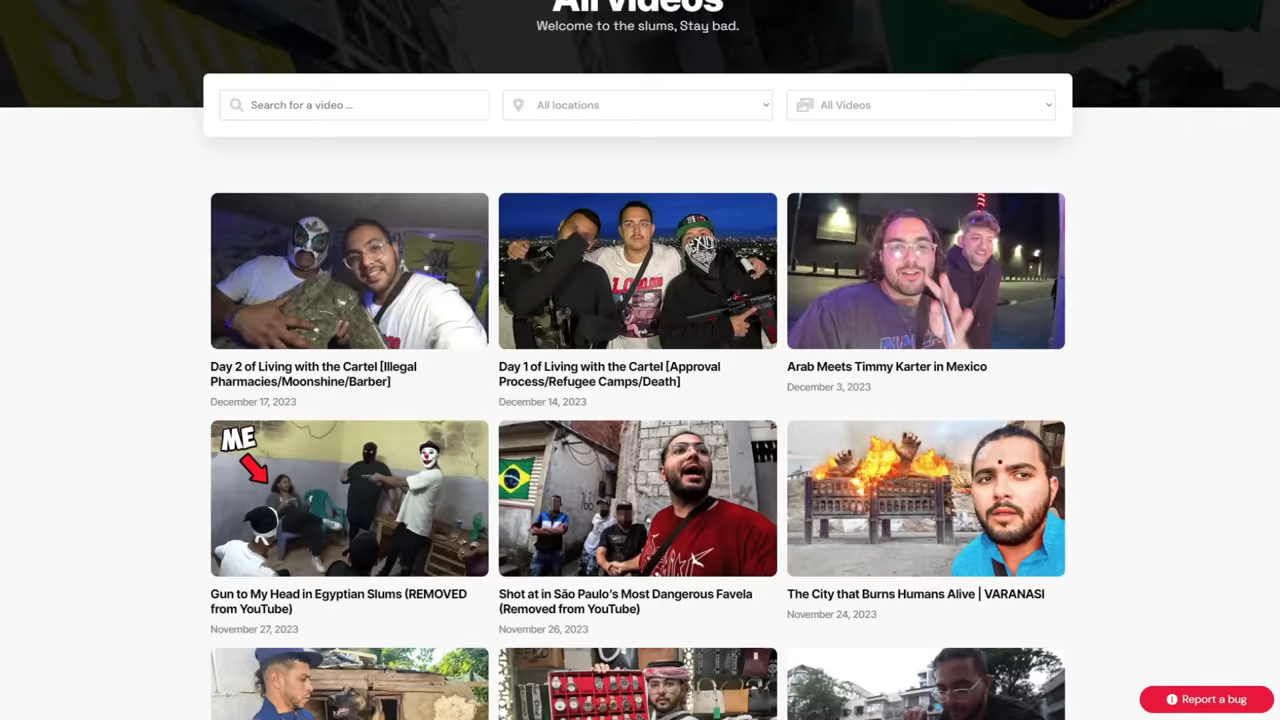 All Videos
Welcome to the slums, Stay bad.
Search for a video ...
All locations
All Videos
Day 2 of Living with the Cartel [Illegal
Pharmacies/Moonshine/Barber]
December 17, 2023
Day 1 of Living with the Cartel [Approval
Process/Refugee Camps/Death]
December 14, 2023
Arab Meets Timmy Karter in Mexico
December 3, 2023
ME
Gun to My Head in Egyptian Slums (REMOVED
from YouTube)
November 27, 2023
Shot at in São Paulo's Most Dangerous Favela
(Removed from YouTube)
November 26, 2023
The City that Burns Humans Alive | VARANASI
November 24, 2023
Report a bug